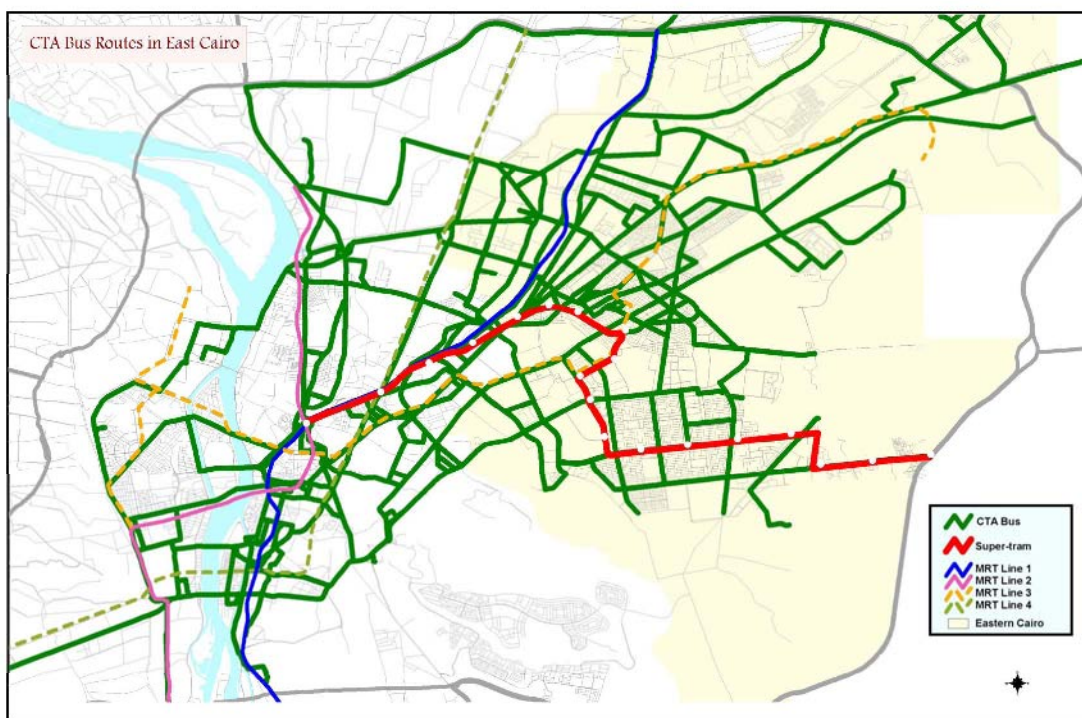 CTA Bus Routes in East Cairo
CTA Bus
Super-tram
MRT Line 1
MRT Line 2
MRT Line 3
MRT Line 4
Eastern Cairo